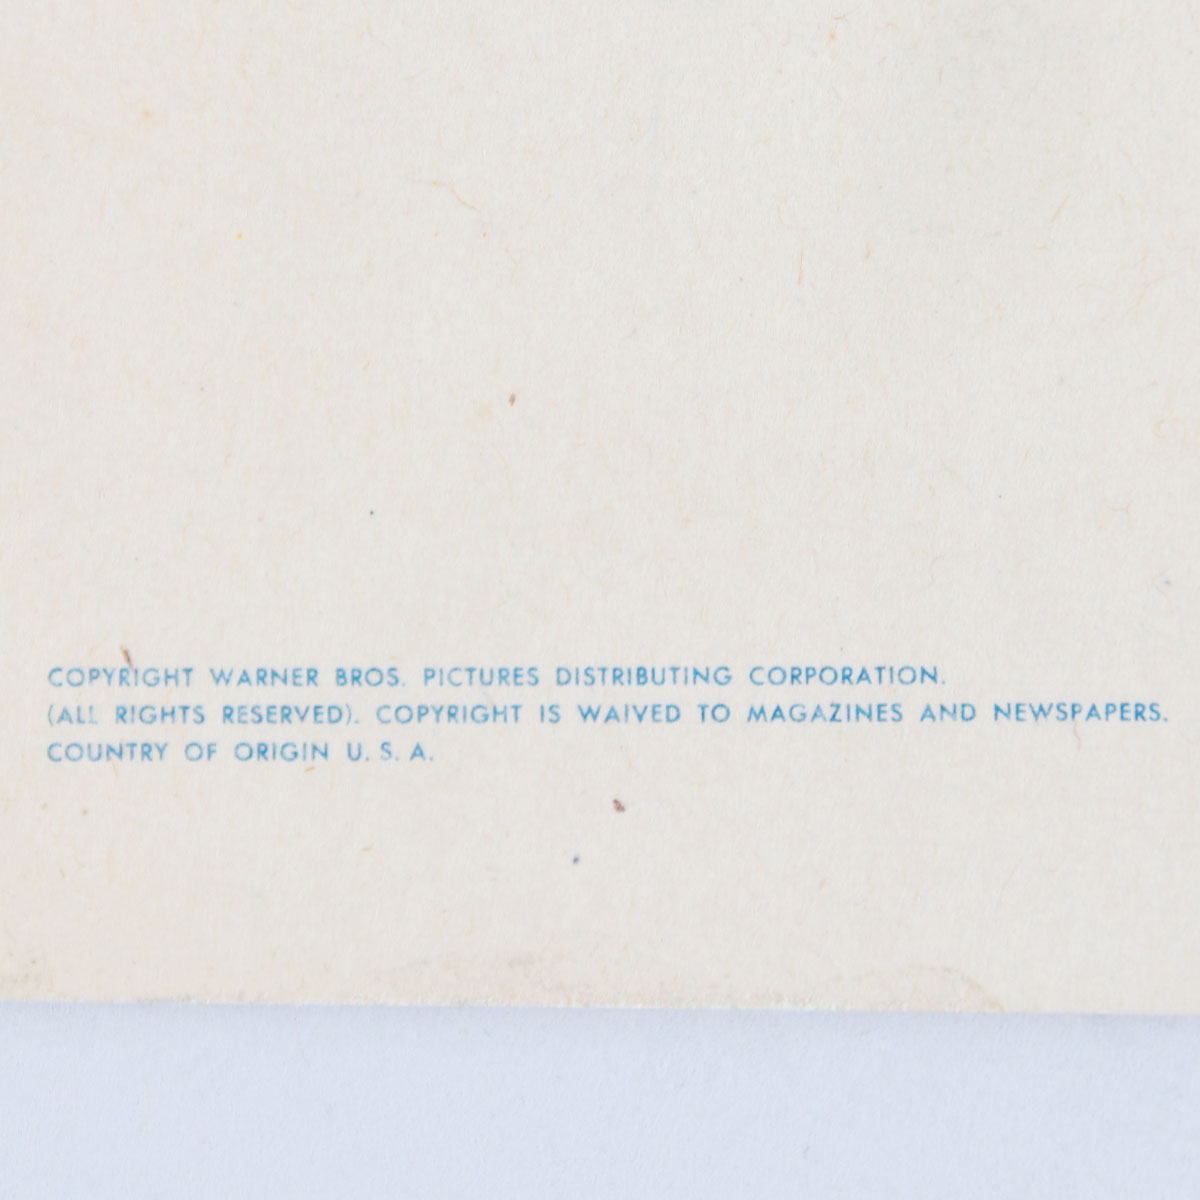 COPYRIGHT WARNER BROS. PICTURES DISTRIBUTING CORPORATION.
(ALL RIGHTS RESERVED). COPYRIGHT IS WAIVED TO MAGAZINES AND NEWSPAPERS.
COUNTRY OF ORIGIN U. S. A.